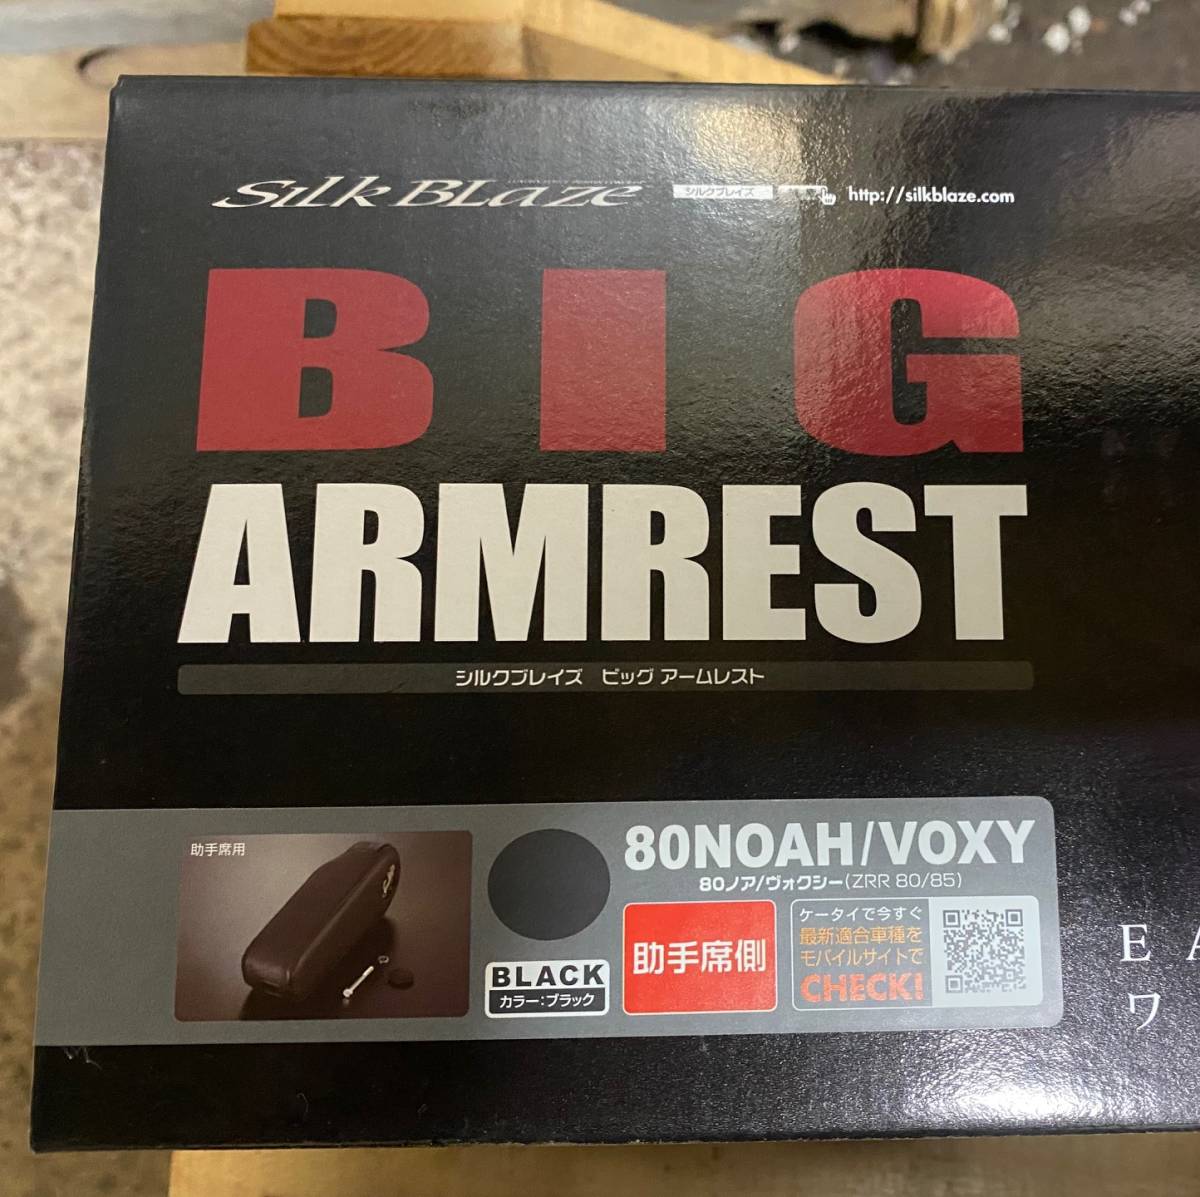 SilkBLaze シルクブレイズ http://silkblaze.com
BIG
ARMREST
シルクブレイズ ビッグ アームレスト
助手席用
BLACK
カラー：ブラック
80NOAH/VOXY
80ノア/ヴォクシー(ZRR 80/85)
助手席側
ケータイで今すぐ
最新適合車種を
モバイルサイトで
CHECK!
E A
ワ